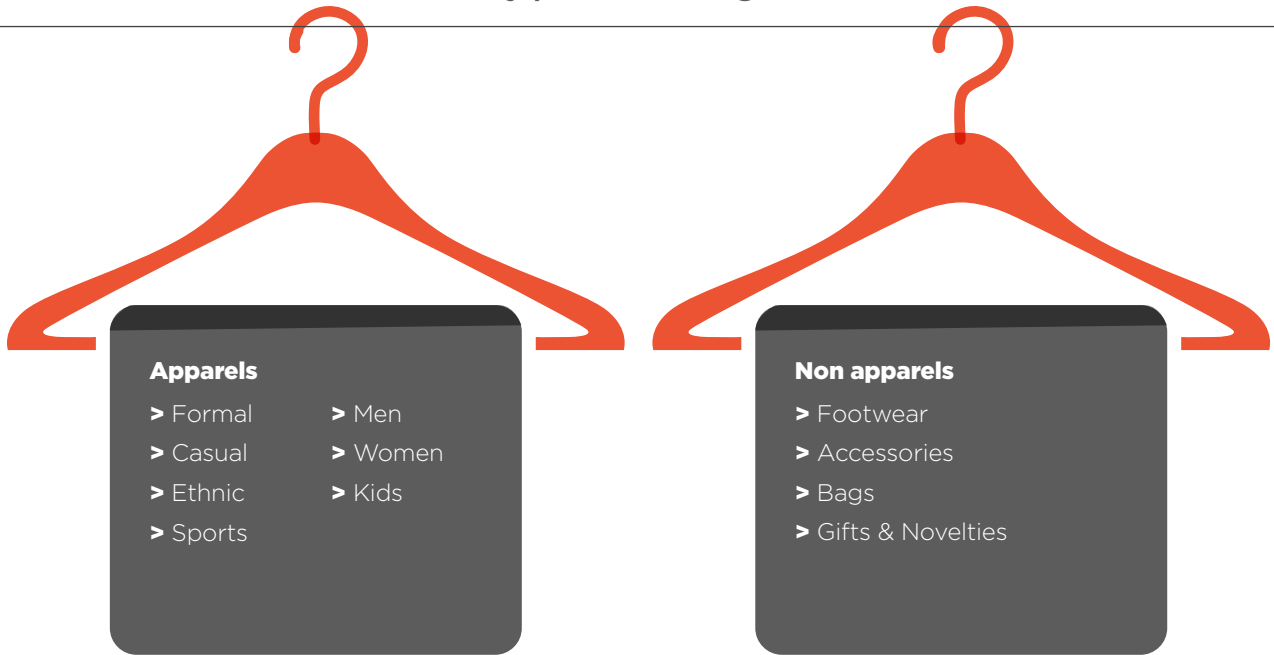 Apparels
> Formal
> Casual
> Ethnic
> Sports
> Men
> Women
> Kids
Non apparels
> Footwear
> Accessories
> Bags
> Gifts & Novelties